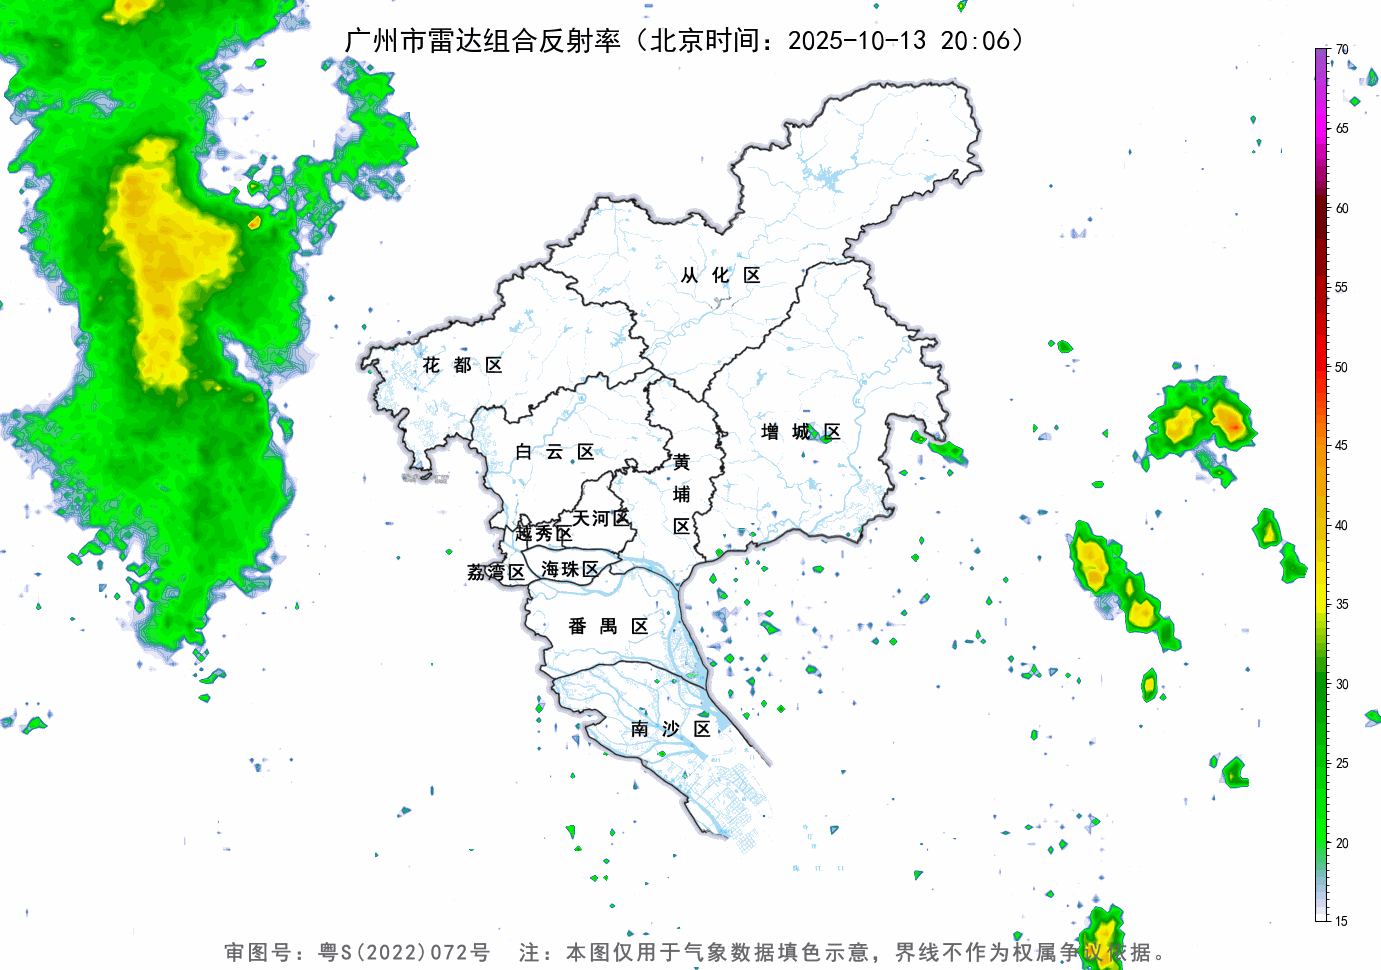 广州市雷达组合反射率（北京时间：2025-10-13 20:06）
70
65
60
55
50
45
40
35
30
25
20
15
从化区
花都区
增城区
白云区
黄埔区
天河区
越秀区
海珠区
荔湾区
番禺区
南沙区
审图号：粤S(2022)072号 注：本图仅用于气象数据填色示意，界线不作为权属争议依据。